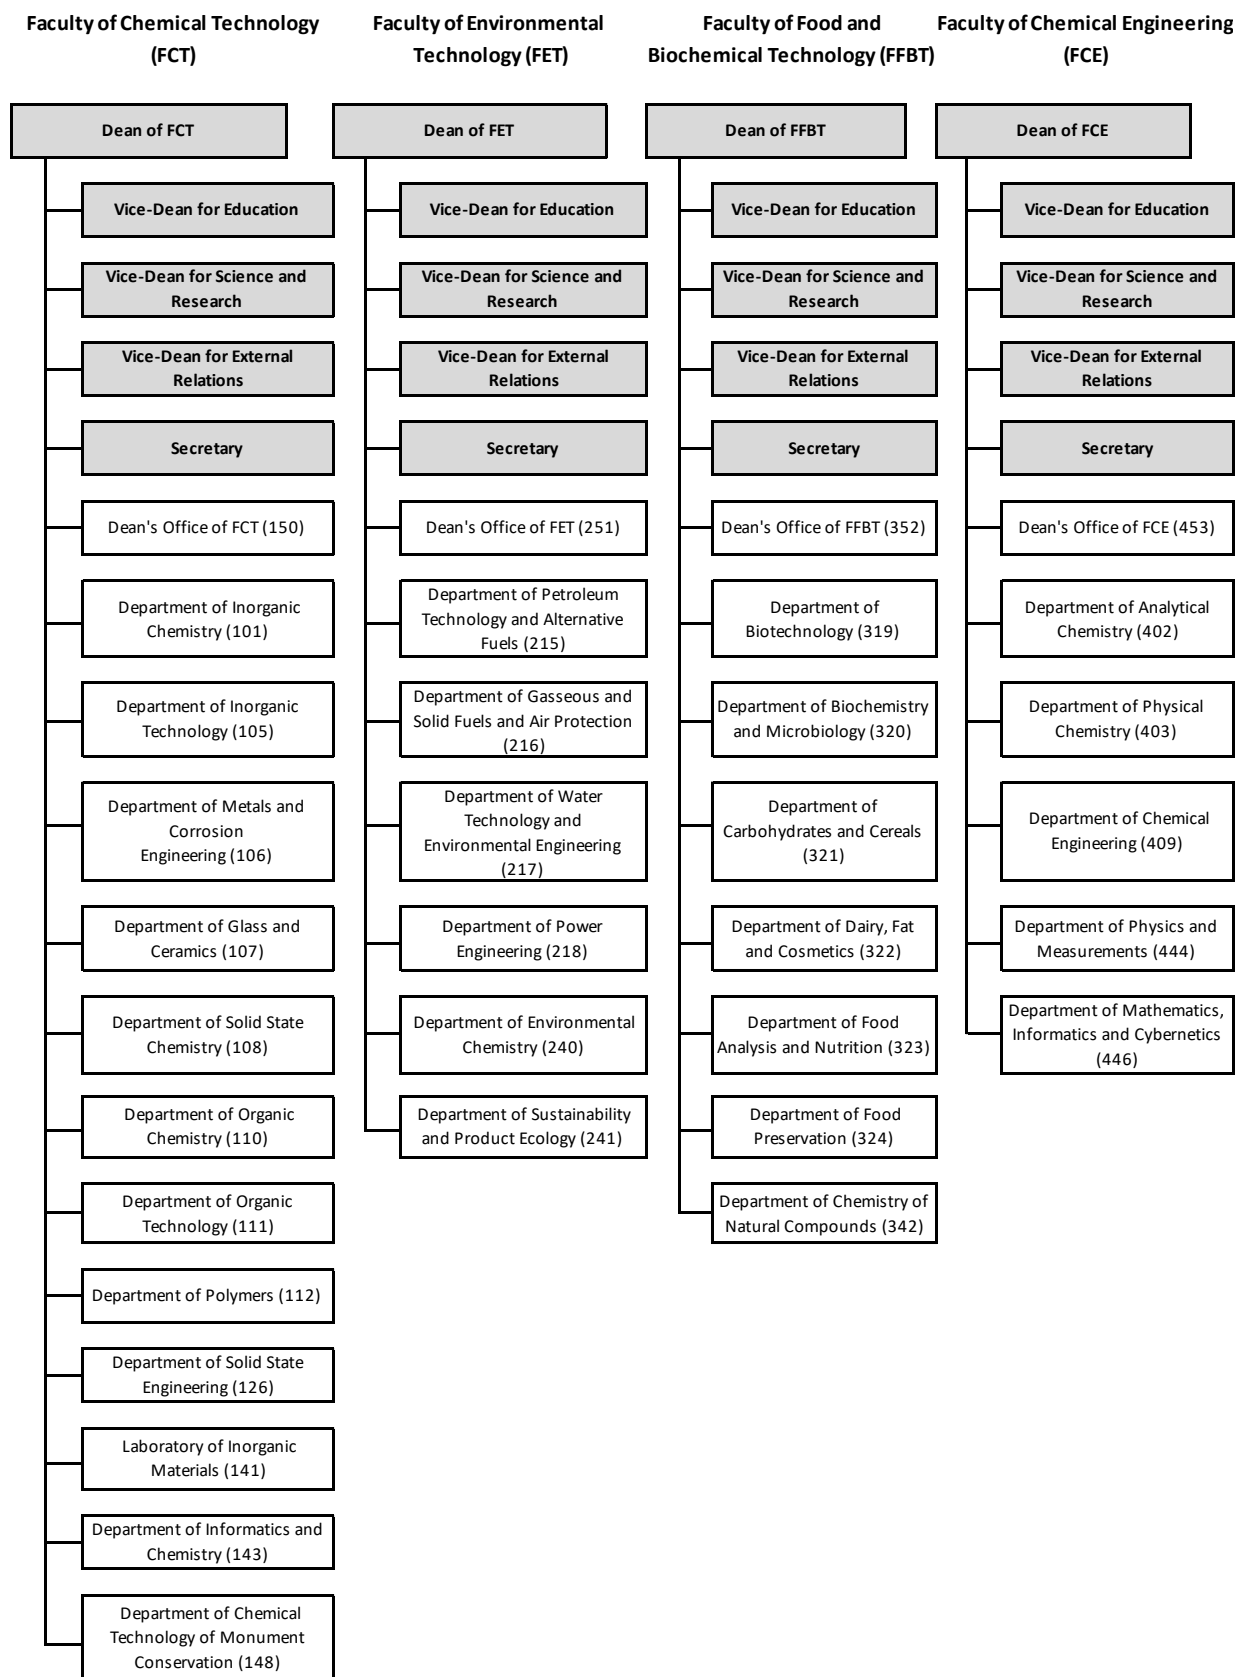 Faculty of Chemical Technology
(FCT)
Dean of FCT
Vice-Dean for Education
Vice-Dean for Science and
Research
Vice-Dean for External
Relations
Secretary
Dean's Office of FCT (150)
Department of Inorganic
Chemistry (101)
Department of Inorganic
Technology (105)
Department of Metals and
Corrosion
Engineering (106)
Department of Glass and
Ceramics (107)
Department of Solid State
Chemistry (108)
Department of Organic
Chemistry (110)
Department of Organic
Technology (111)
Department of Polymers (112)
Department of Solid State
Engineering (126)
Laboratory of Inorganic
Materials (141)
Department of Informatics and
Chemistry (143)
Department of Chemical
Technology of Monument
Conservation (148)
Faculty of Environmental
Technology (FET)
Dean of FET
Vice-Dean for Education
Vice-Dean for Science and
Research
Vice-Dean for External
Relations
Secretary
Dean's Office of FET (251)
Department of Petroleum
Technology and Alternative
Fuels (215)
Department of Gasseous and
Solid Fuels and Air Protection
(216)
Department of Water
Technology and
Environmental Engineering
(217)
Department of Power
Engineering (218)
Department of Environmental
Chemistry (240)
Department of Sustainability
and Product Ecology (241)
Faculty of Food and
Biochemical Technology (FFBT)
Dean of FFBT
Vice-Dean for Education
Vice-Dean for Science and
Research
Vice-Dean for External
Relations
Secretary
Dean's Office of FFBT (352)
Department of
Biotechnology (319)
Department of Biochemistry
and Microbiology (320)
Department of
Carbohydrates and Cereals
(321)
Department of Dairy, Fat
and Cosmetics (322)
Department of Food
Analysis and Nutrition (323)
Department of Food
Preservation (324)
Department of Chemistry of
Natural Compounds (342)
Faculty of Chemical Engineering
(FCE)
Dean of FCE
Vice-Dean for Education
Vice-Dean for Science and
Research
Vice-Dean for External
Relations
Secretary
Dean's Office of FCE (453)
Department of Analytical
Chemistry (402)
Department of Physical
Chemistry (403)
Department of Chemical
Engineering (409)
Department of Physics and
Measurements (444)
Department of Mathematics,
Informatics and Cybernetics
(446)